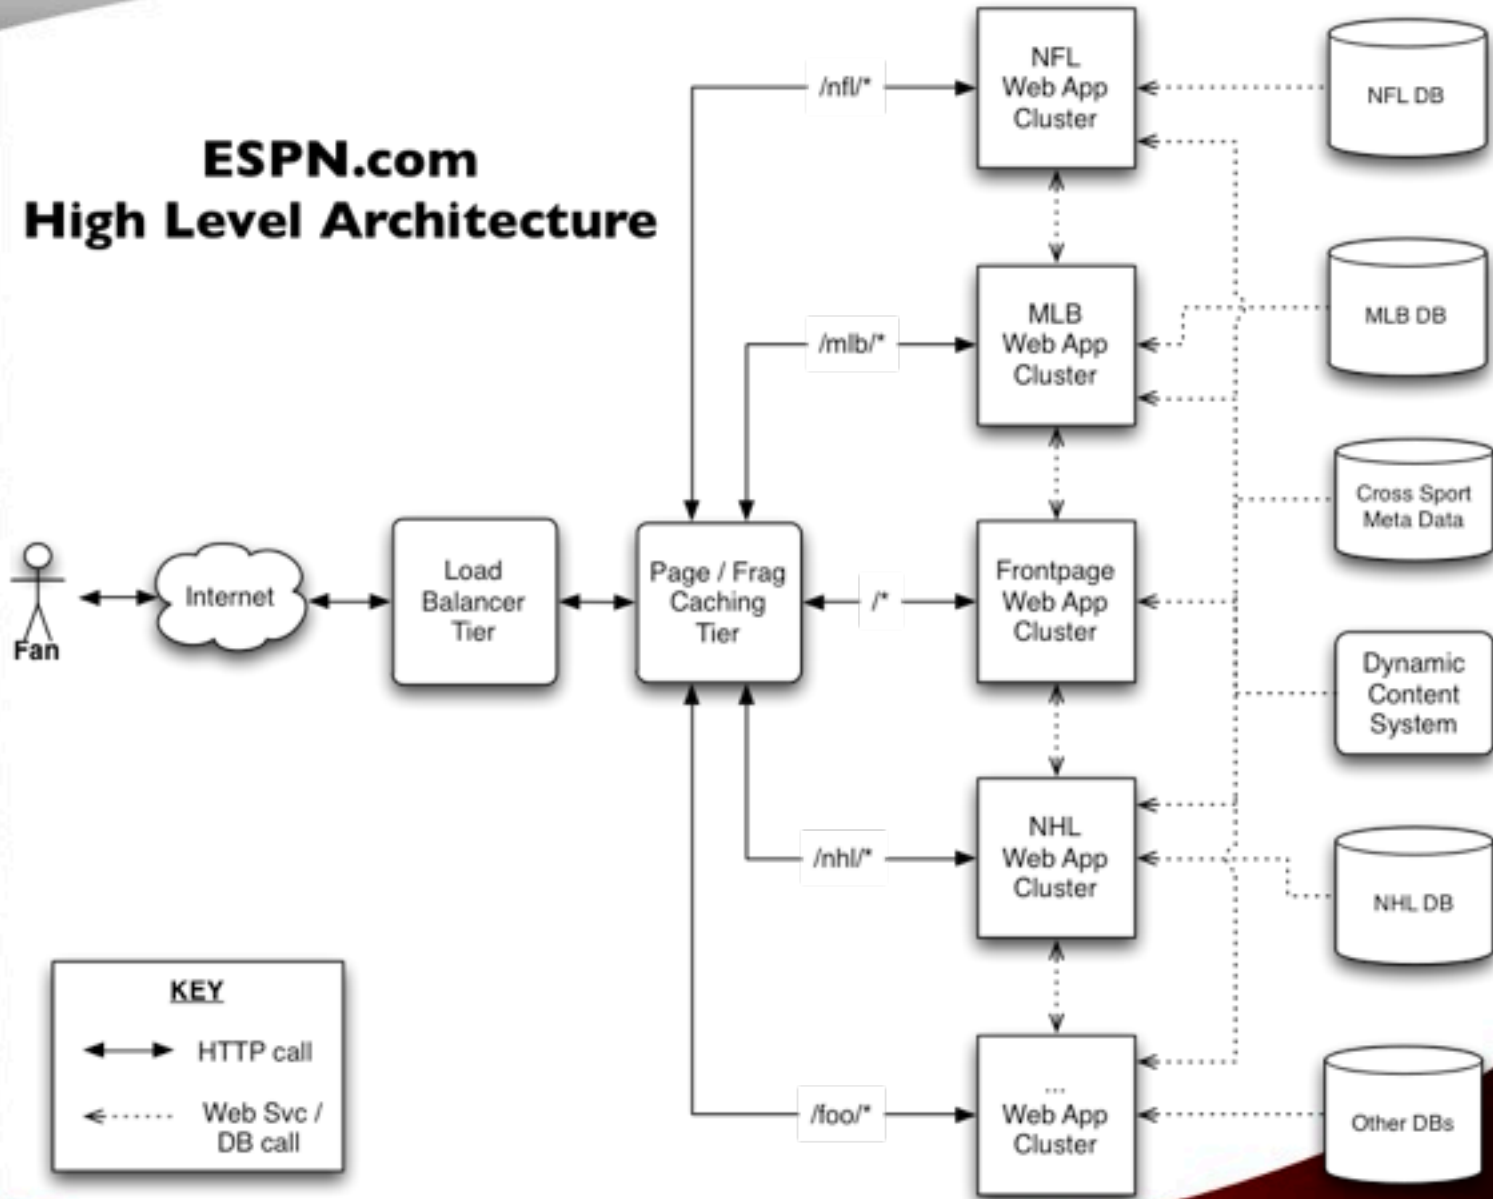 ESPN.com
High Level Architecture
Fan
Internet
Load
Balancer
Tier
Page / Frag
Caching
Tier
/nfl/*
/mlb/*
/*
/nhl/*
/foo/*
NFL
Web App
Cluster
MLB
Web App
Cluster
Frontpage
Web App
Cluster
NHL
Web App
Cluster
...
Web App
Cluster
NFL DB
MLB DB
Cross Sport
Meta Data
Dynamic
Content
System
NHL DB
Other DBs
KEY
HTTP call
Web Svc /
DB call